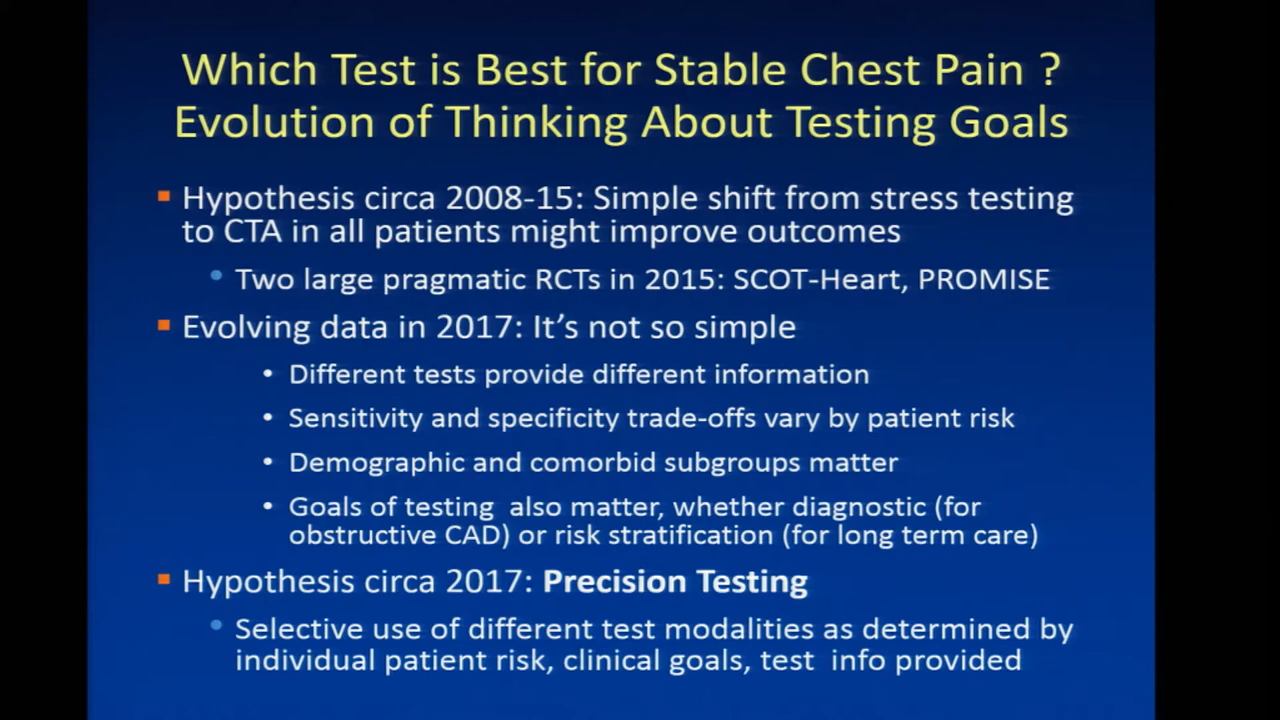 Which Test is Best for Stable Chest Pain ?
Evolution of Thinking About Testing Goals
Hypothesis circa 2008-15: Simple shift from stress testing
to CTA in all patients might improve outcomes
Two large pragmatic RCTs in 2015: SCOT-Heart, PROMISE
Evolving data in 2017: It's not so simple
Different tests provide different information
Sensitivity and specificity trade-offs vary by patient risk
Demographic and comorbid subgroups matter
Goals of testing also matter, whether diagnostic (for
obstructive CAD) or risk stratification (for long term care)
Hypothesis circa 2017: Precision Testing
Selective use of different test modalities as determined by
individual patient risk, clinical goals, test info provided